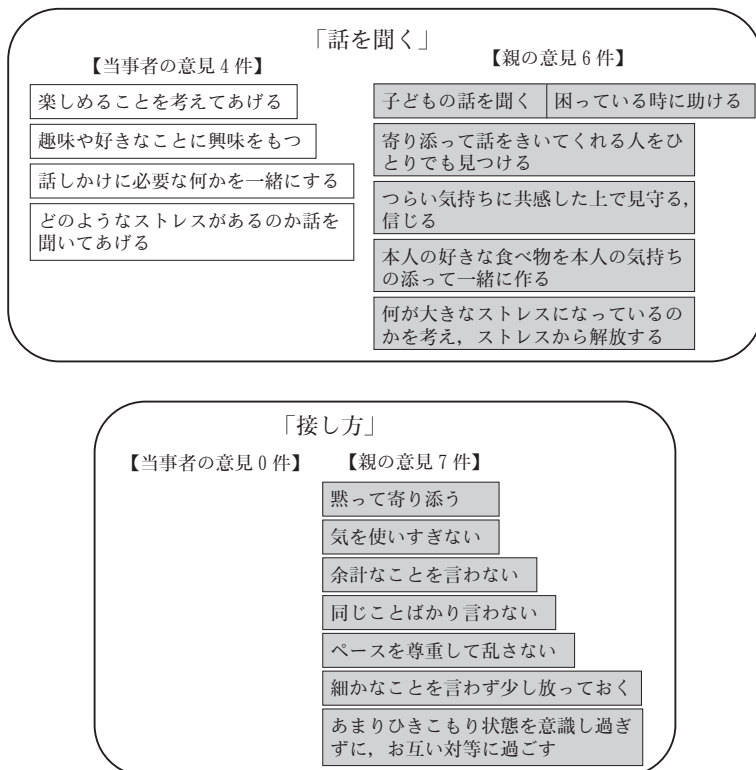 「話を聞く」
【当事者の意見4件】
楽しめることを考えてあげる
趣味や好きなことに興味をもつ
話しかけに必要な何かを一緒にする
どのようなストレスがあるのか話を
聞いてあげる
【親の意見6件】
子どもの話を聞く
困っている時に助ける
寄り添って話をきいてくれる人をひ
とりでも見つける
つらい気持ちに共感した上で見守る，
信じる
本人の好きな食べ物を本人の気持ち
の添って一緒に作る
何が大きなストレスになっているの
かを考え，ストレスから解放する
「接し方」
【当事者の意見0件】
【親の意見7件】
黙って寄り添う
気を使いすぎない
余計なことを言わない
同じことばかり言わない
ペースを尊重して乱さない
細かなことを言わず少し放っておく
あまりひきこもり状態を意識し過ぎ
ずに，お互い対等に過ごす